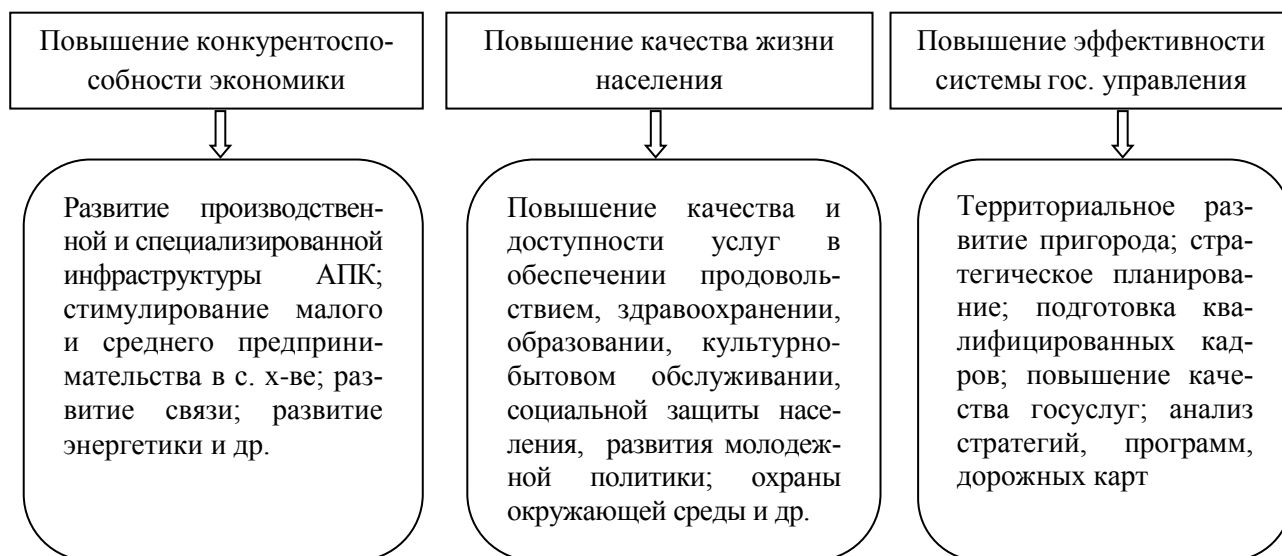 Повышение конкурентоспо-
собности экономики
Повышение качества жизни
населения
Повышение эффективности
системы гос. управления
Развитие производствен-
ной и специализированной
инфраструктуры АПК;
стимулирование малого
и среднего предприни-
мательства в с. х-ве; раз-
витие связи; развитие
энергетики и др.
Повышение качества и
доступности услуг в
обеспечении продоволь-
ствием, здравоохранении,
образовании, культурно-
бытовом обслуживании,
социальной защиты насе-
ления, развития молодеж-
ной политики; охраны
окружающей среды и др.
Территориальное раз-
витие пригорода; стра-
тегическое планирова-
ние; подготовка ква-
лифицированных кад-
ров; повышение каче-
ства госуслуг; анализ
стратегий, программ,
дорожных карт